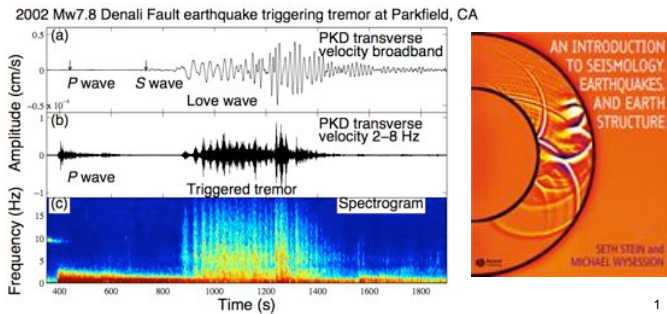 2002 Mw7.8 Denali Fault earthquake triggering tremor at Parkfield, CA
(a)
PKD transverse
velocity broadband
0.5
0
P wave
S wave
Love wave
−0.5
Amplitude (cm/s)
x 10⁻⁴
(b)
PKD transverse
velocity 2–8 Hz
1
0
P wave
Triggered tremor
−1
Frequency (Hz)
(c)
Spectrogram
15
10
5
0
400 600 800 1000 1200 1400 1600 1800
Time (s)
AN INTRODUCTION
TO SEISMOLOGY,
EARTHQUAKES,
AND EARTH
STRUCTURE
SETH STEIN and
MICHAEL WYSESSION
1